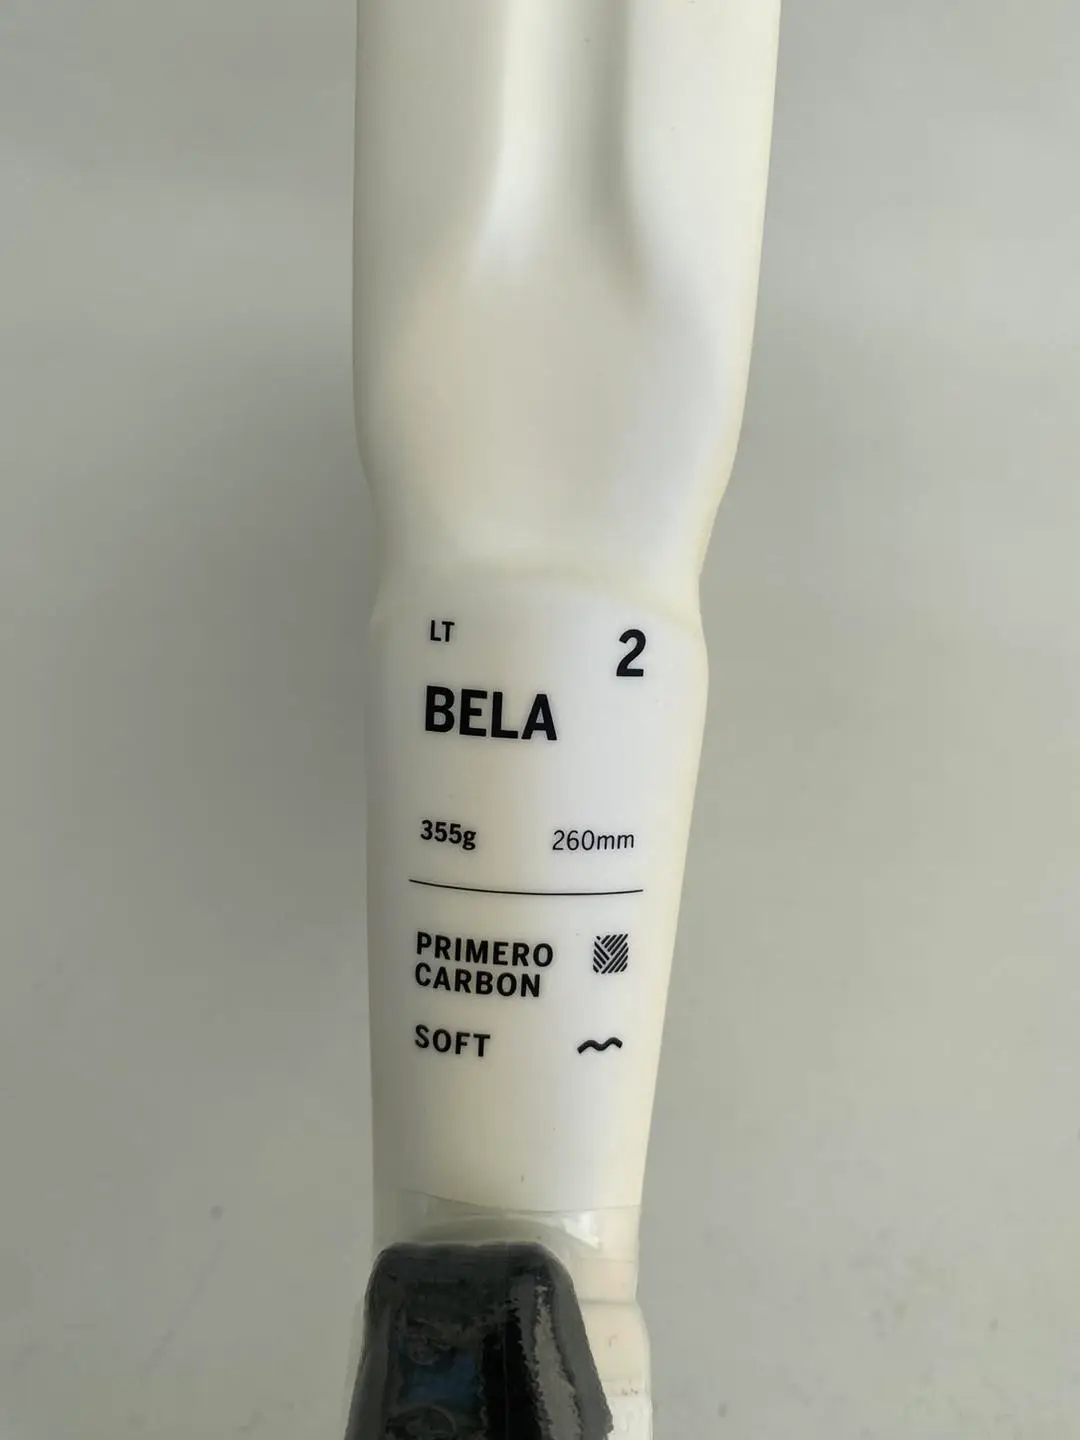 LT
2
BELA
355g 260mm
PRIMERO
CARBON
SOFT